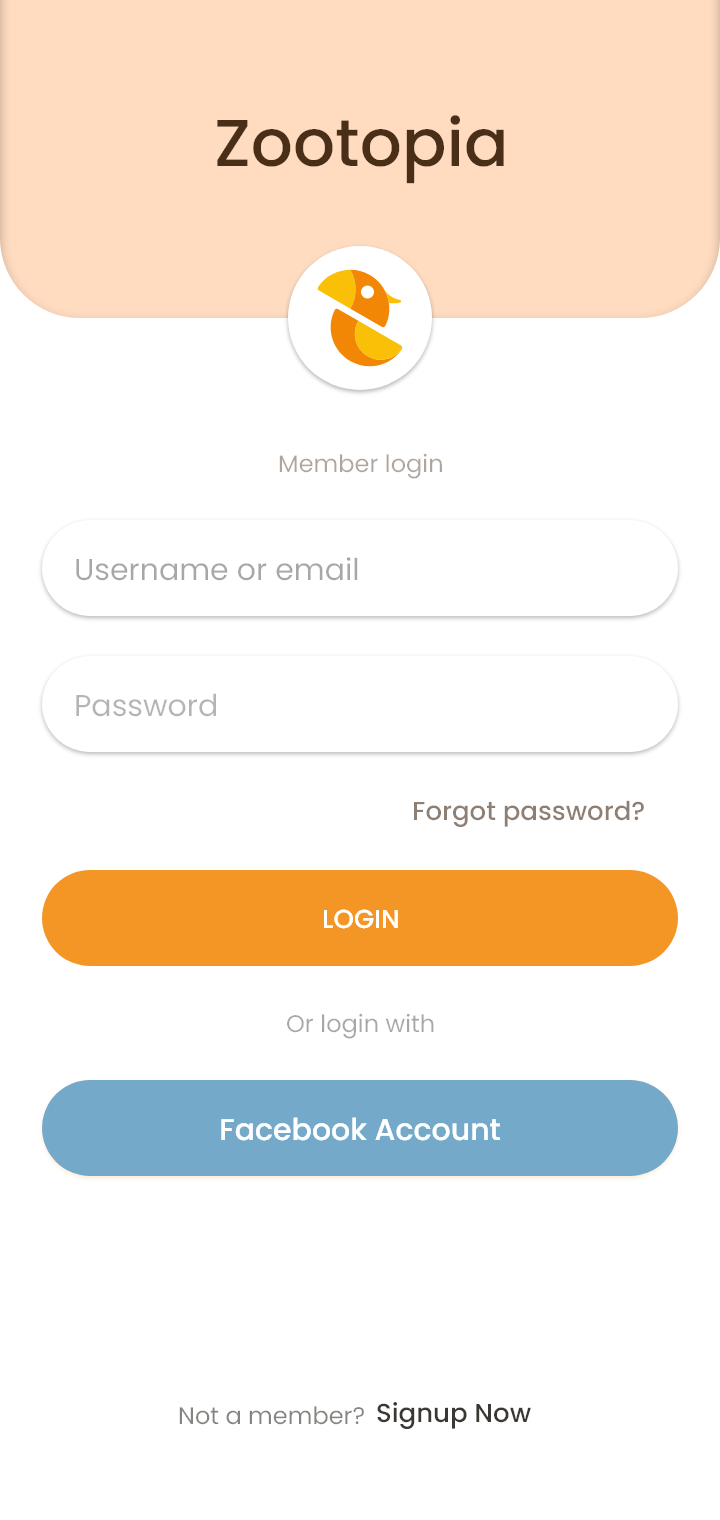 Zootopia
Member login
Username or email
Password
Forgot password?
LOGIN
Or login with
Facebook Account
Not a member? Signup Now